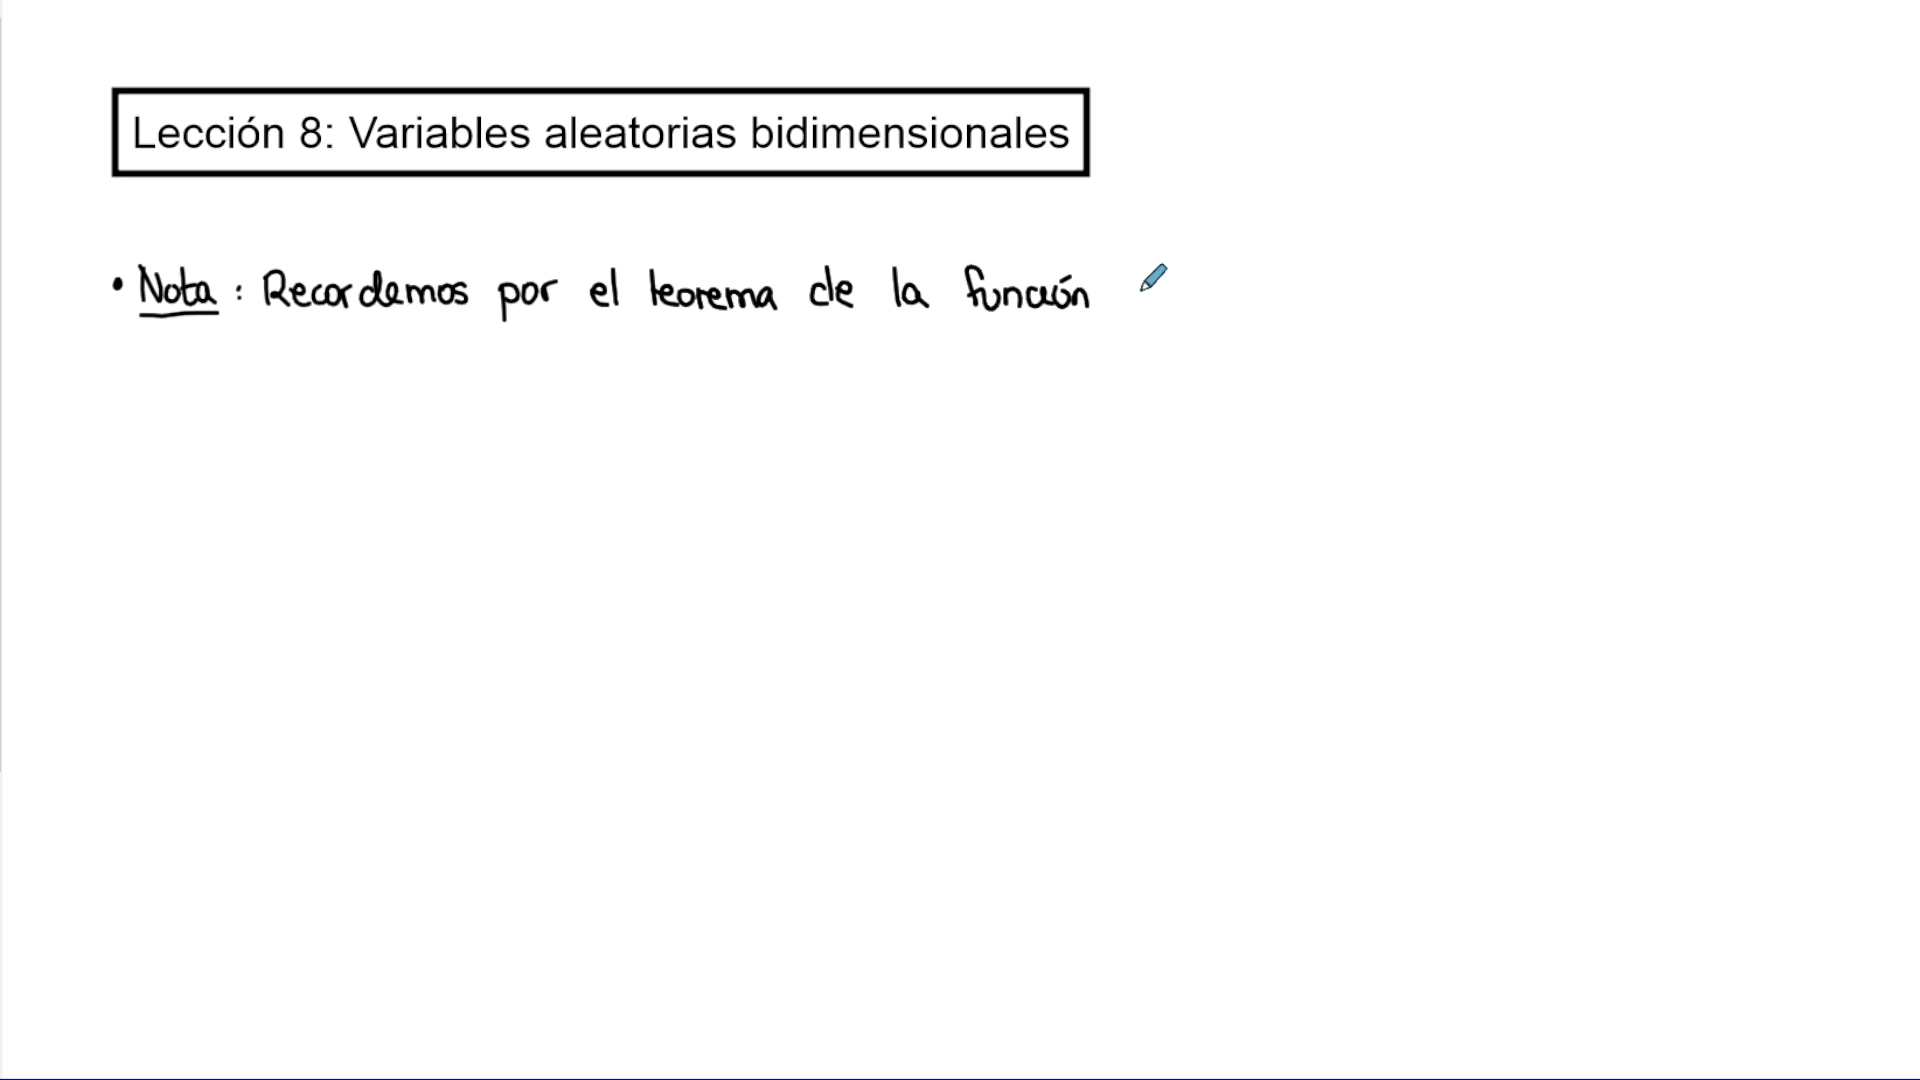 Lección 8: Variables aleatorias bidimensionales
• Nota : Recordemos por el teorema de la función